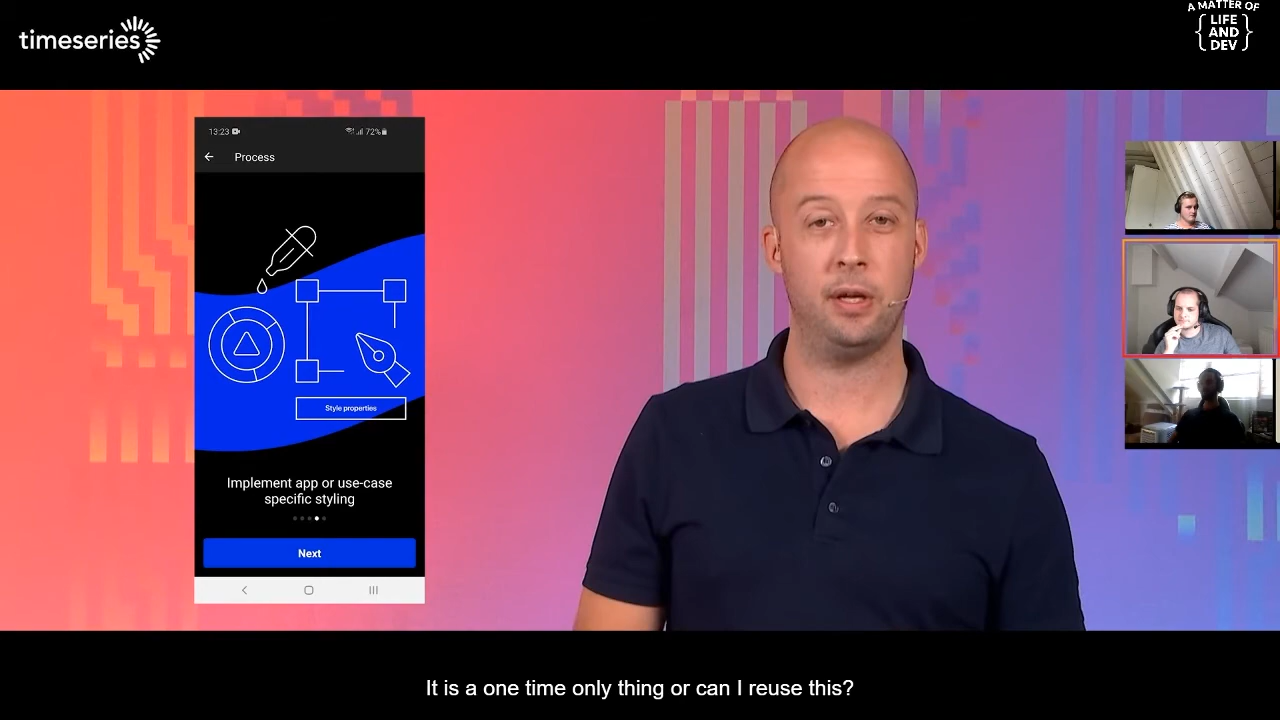 timeseries
A MATTER OF
{LIFE
AND
DEV}
13:23
72%
Process
Style properties
Implement app or use-case
specific styling
Next
It is a one time only thing or can I reuse this?